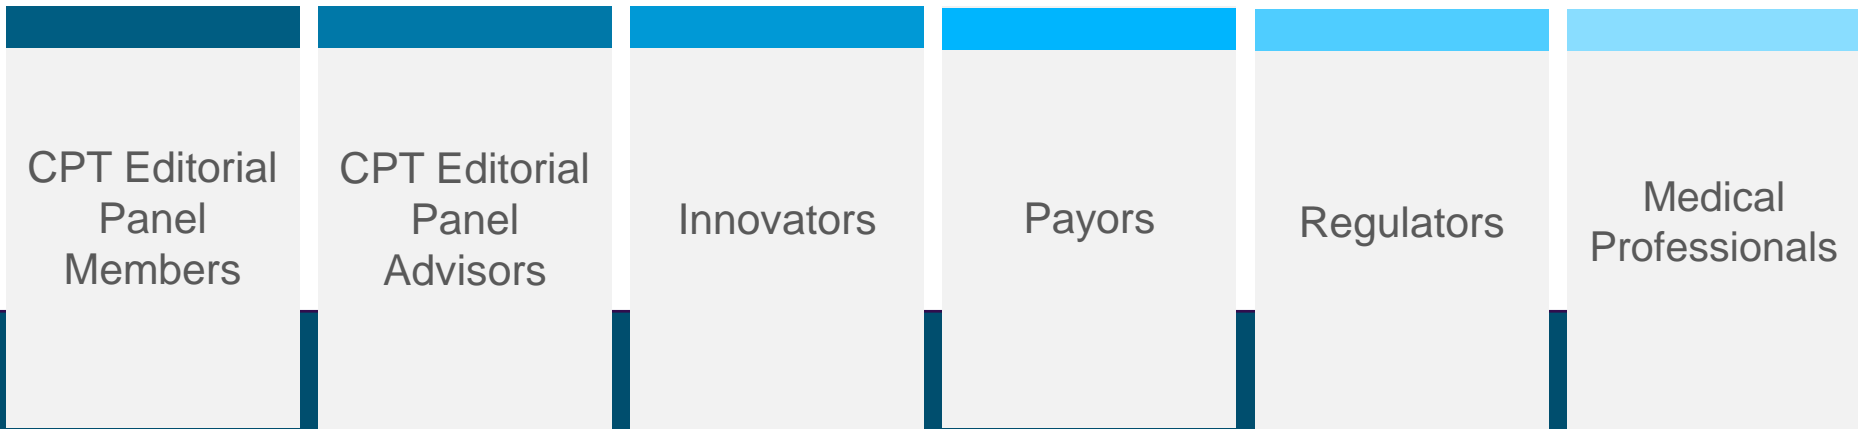 CPT Editorial
Panel
Members
CPT Editorial
Panel
Advisors
Innovators
Payors
Regulators
Medical
Professionals